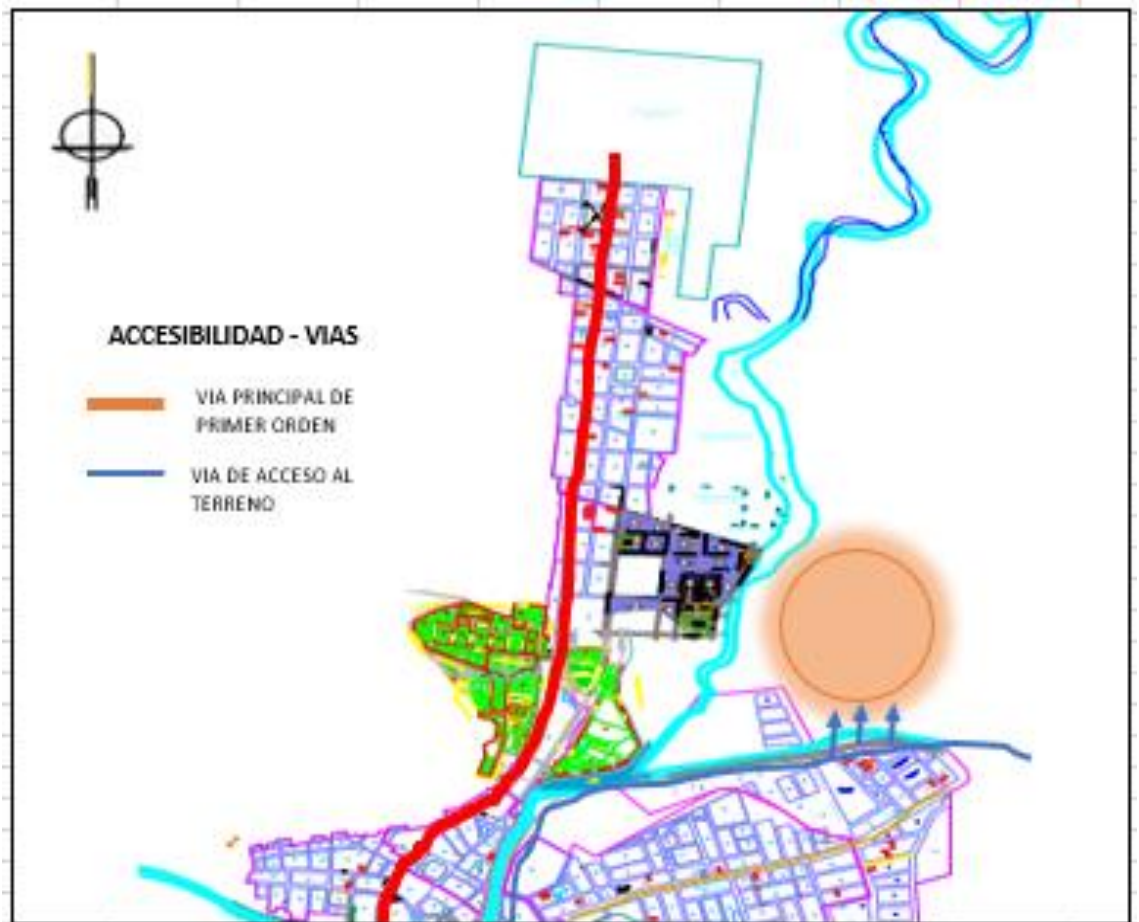 ACCESIBILIDAD - VIAS
VIA PRINCIPAL DE
PRIMER ORDEN
VIA DE ACCESO AL
TERRENO